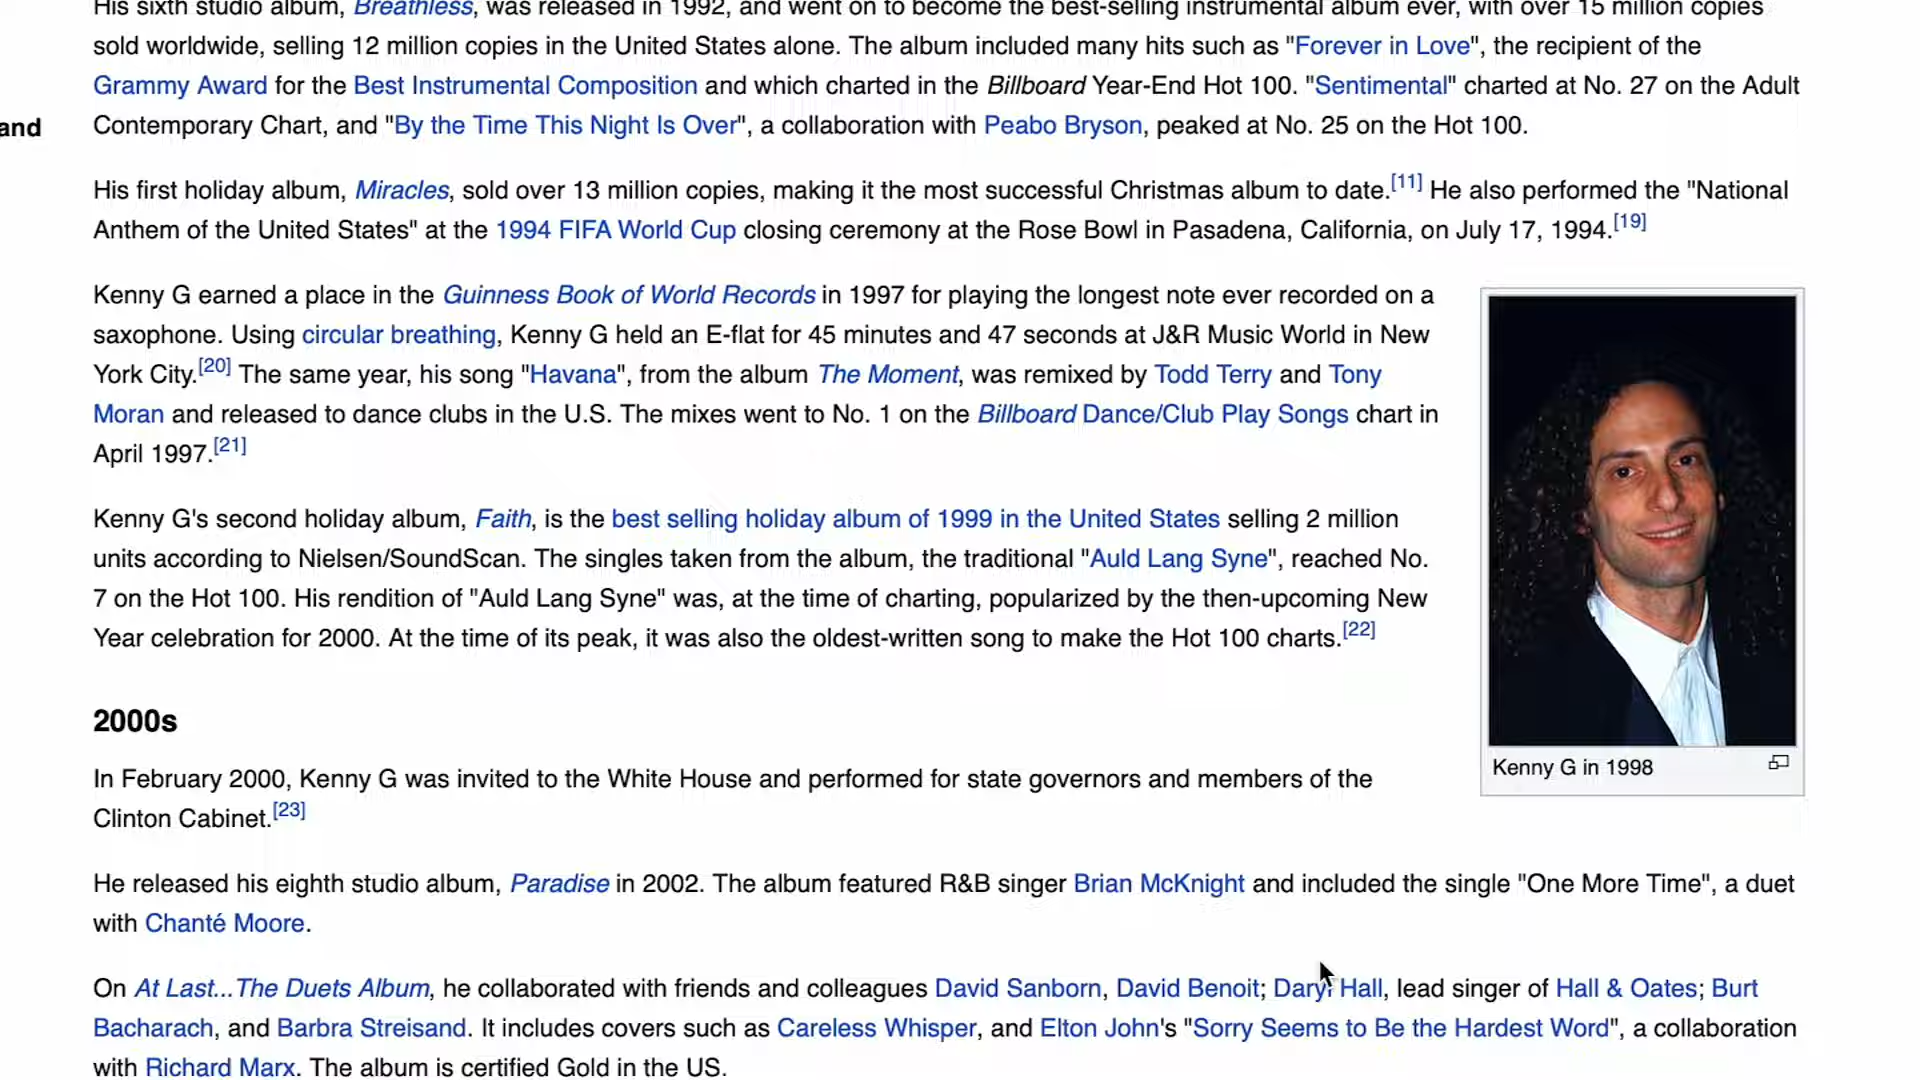 His sixth studio album, Breathless, was released in 1992, and went on to become the best-selling instrumental album ever, with over 15 million copies
sold worldwide, selling 12 million copies in the United States alone. The album included many hits such as "Forever in Love", the recipient of the
Grammy Award for the Best Instrumental Composition and which charted in the Billboard Year-End Hot 100. "Sentimental" charted at No. 27 on the Adult
and
Contemporary Chart, and "By the Time This Night Is Over", a collaboration with Peabo Bryson, peaked at No. 25 on the Hot 100.
His first holiday album, Miracles, sold over 13 million copies, making it the most successful Christmas album to date.[11] He also performed the "National
Anthem of the United States" at the 1994 FIFA World Cup closing ceremony at the Rose Bowl in Pasadena, California, on July 17, 1994.[19]
Kenny G earned a place in the Guinness Book of World Records in 1997 for playing the longest note ever recorded on a
saxophone. Using circular breathing, Kenny G held an E-flat for 45 minutes and 47 seconds at J&R Music World in New
York City.[20] The same year, his song "Havana", from the album The Moment, was remixed by Todd Terry and Tony
Moran and released to dance clubs in the U.S. The mixes went to No. 1 on the Billboard Dance/Club Play Songs chart in
April 1997.[21]
Kenny G's second holiday album, Faith, is the best selling holiday album of 1999 in the United States selling 2 million
units according to Nielsen/SoundScan. The singles taken from the album, the traditional "Auld Lang Syne", reached No.
7 on the Hot 100. His rendition of "Auld Lang Syne" was, at the time of charting, popularized by the then-upcoming New
Year celebration for 2000. At the time of its peak, it was also the oldest-written song to make the Hot 100 charts.[22]
Kenny G in 1998
2000s
In February 2000, Kenny G was invited to the White House and performed for state governors and members of the
Clinton Cabinet.[23]
He released his eighth studio album, Paradise in 2002. The album featured R&B singer Brian McKnight and included the single "One More Time", a duet
with Chanté Moore.
On At Last...The Duets Album, he collaborated with friends and colleagues David Sanborn, David Benoit; Daryl Hall, lead singer of Hall & Oates; Burt
Bacharach, and Barbra Streisand. It includes covers such as Careless Whisper, and Elton John's "Sorry Seems to Be the Hardest Word", a collaboration
with Richard Marx. The album is certified Gold in the US.